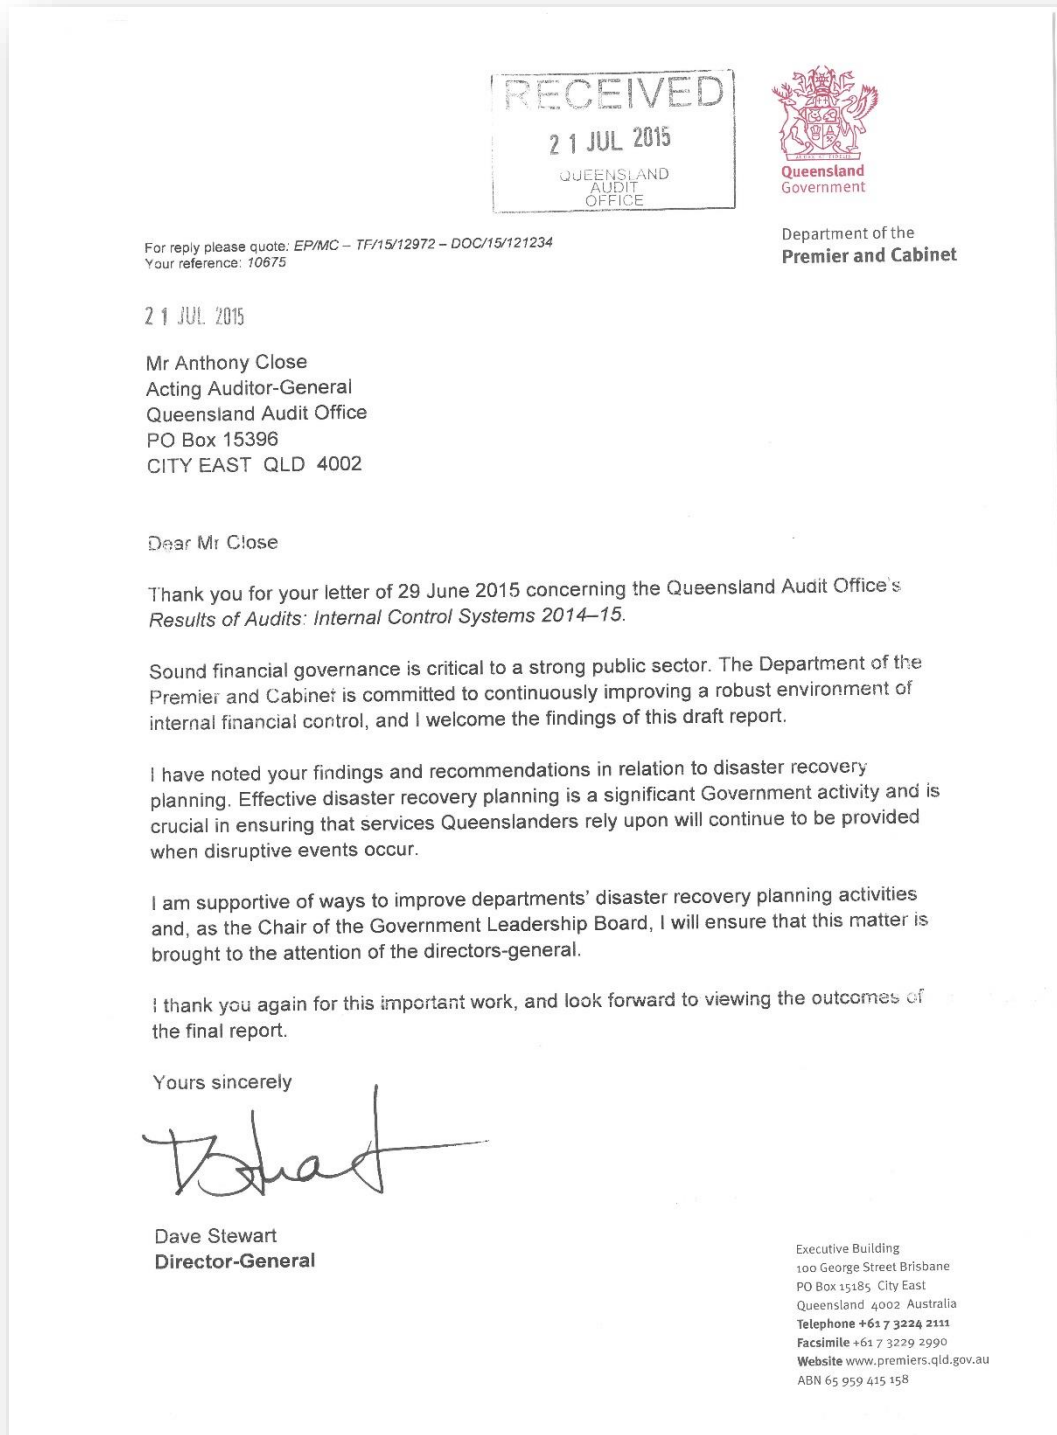 RECEIVED
21 JUL 2015
QUEENSLAND
AUDIT
OFFICE
Queensland
Government
Department of the
Premier and Cabinet
For reply please quote: EP/MC – TF/15/12972 – DOC/15/121234
Your reference: 10675
21 JUL 2015
Mr Anthony Close
Acting Auditor-General
Queensland Audit Office
PO Box 15396
CITY EAST QLD 4002
Dear Mr Close
Thank you for your letter of 29 June 2015 concerning the Queensland Audit Office's
Results of Audits: Internal Control Systems 2014–15.
Sound financial governance is critical to a strong public sector. The Department of the
Premier and Cabinet is committed to continuously improving a robust environment of
internal financial control, and I welcome the findings of this draft report.
I have noted your findings and recommendations in relation to disaster recovery
planning. Effective disaster recovery planning is a significant Government activity and is
crucial in ensuring that services Queenslanders rely upon will continue to be provided
when disruptive events occur.
I am supportive of ways to improve departments' disaster recovery planning activities
and, as the Chair of the Government Leadership Board, I will ensure that this matter is
brought to the attention of the directors-general.
I thank you again for this important work, and look forward to viewing the outcomes of
the final report.
Yours sincerely
Dave Stewart
Director-General
Executive Building
100 George Street Brisbane
PO Box 15185 City East
Queensland 4002 Australia
Telephone +61 7 3224 2111
Facsimile +61 7 3229 2990
Website www.premiers.qld.gov.au
ABN 65 959 415 158